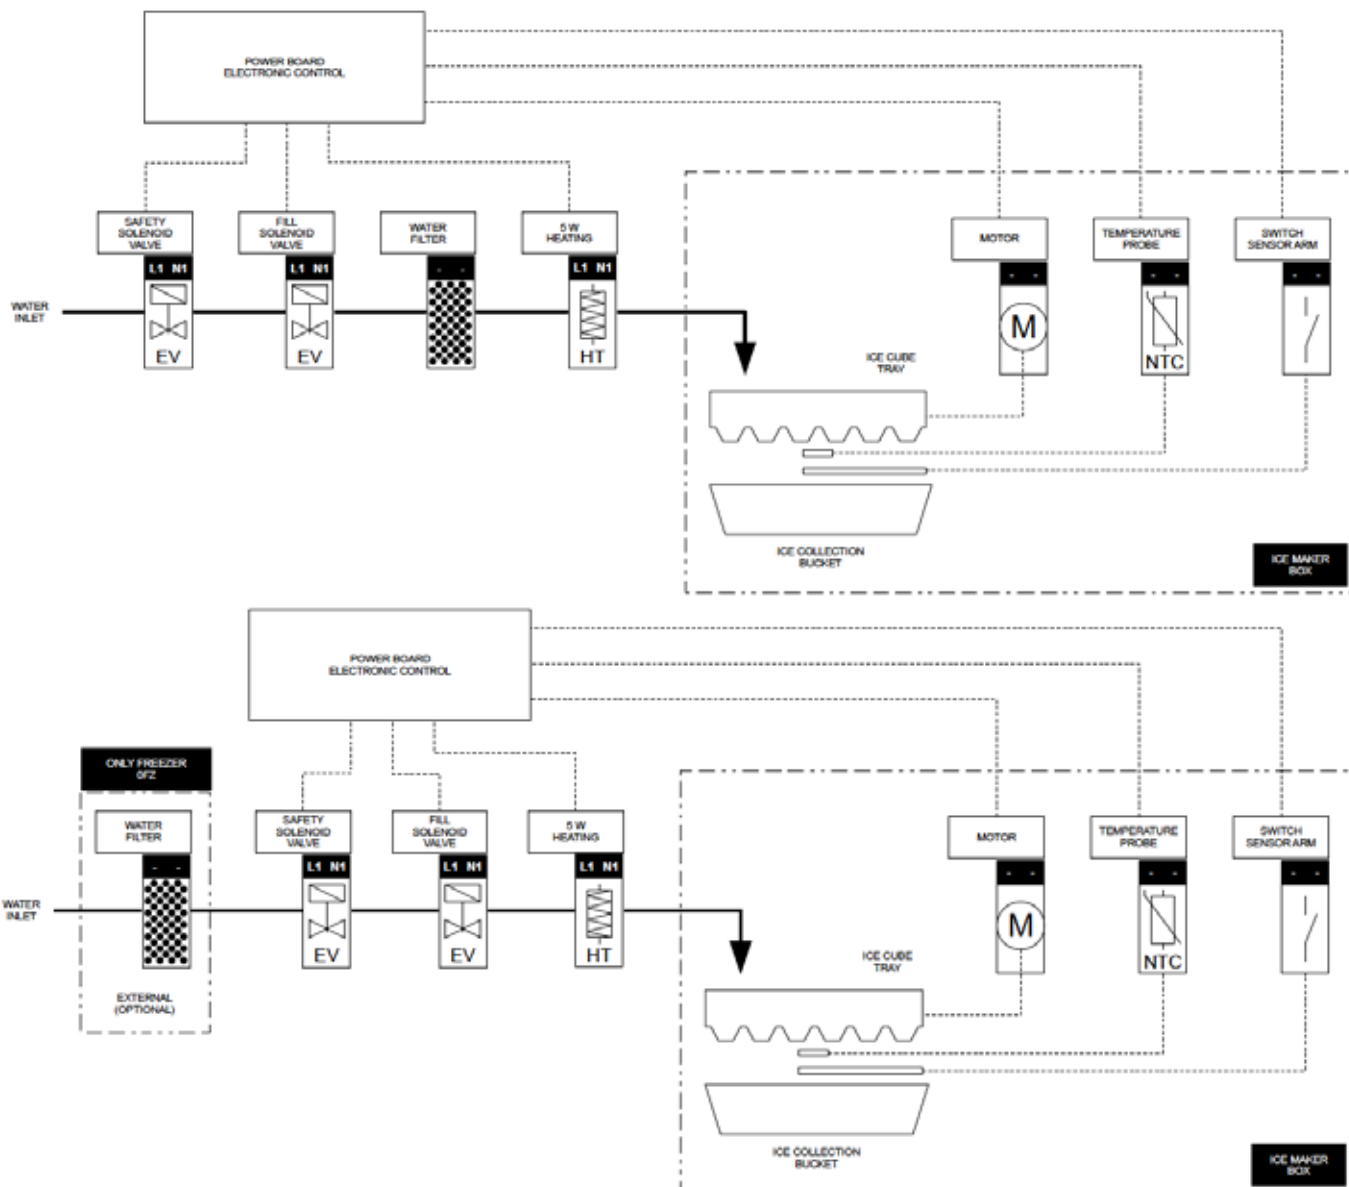 POWER BOARD
ELECTRONIC CONTROL
SAFETY
SOLENOID
VALVE
FILL
SOLENOID
VALVE
WATER
FILTER
5 W
HEATING
MOTOR
TEMPERATURE
PROBE
SWITCH
SENSOR ARM
L1 N1
L1 N1
- -
L1 N1
- -
- -
- -
WATER
INLET
EV
EV
HT
M
NTC
ICE CUBE
TRAY
ICE COLLECTION
BUCKET
ICE MAKER
BOX
POWER BOARD
ELECTRONIC CONTROL
ONLY FREEZER
0FZ
WATER
FILTER
SAFETY
SOLENOID
VALVE
FILL
SOLENOID
VALVE
5 W
HEATING
MOTOR
TEMPERATURE
PROBE
SWITCH
SENSOR ARM
- -
L1 N1
L1 N1
L1 N1
- -
- -
- -
WATER
INLET
EV
EV
HT
M
NTC
EXTERNAL
(OPTIONAL)
ICE CUBE
TRAY
ICE COLLECTION
BUCKET
ICE MAKER
BOX